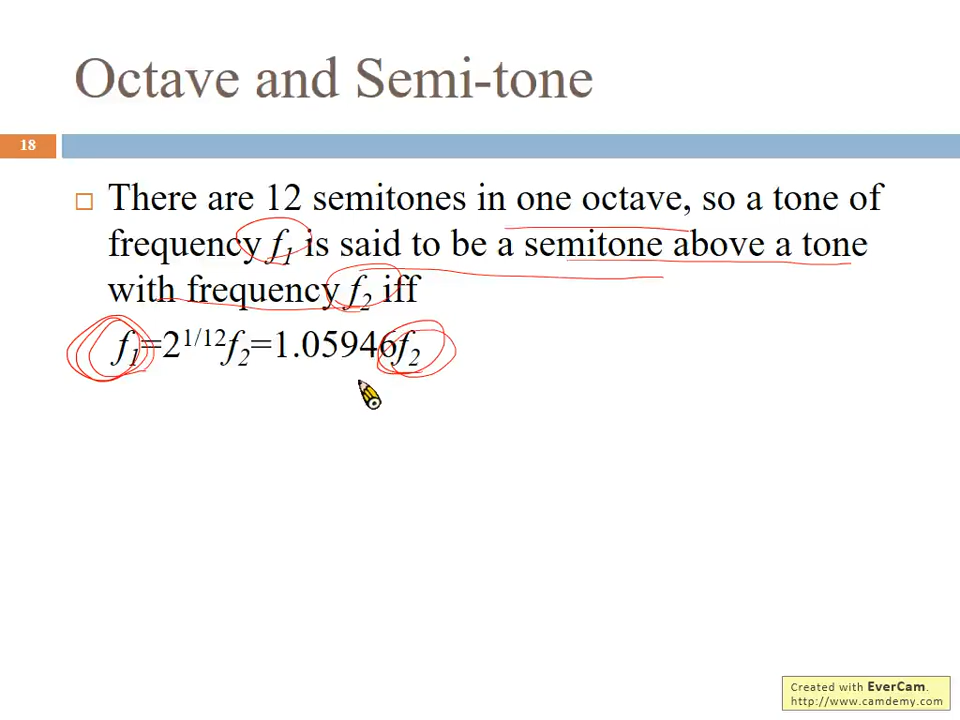 Octave and Semi-tone
18
There are 12 semitones in one octave, so a tone of
frequency f₁ is said to be a semitone above a tone
with frequency f₂ iff
f₁=2^{1/12}f₂=1.05946f₂
Created with EverCam.
http://www.camdemy.com